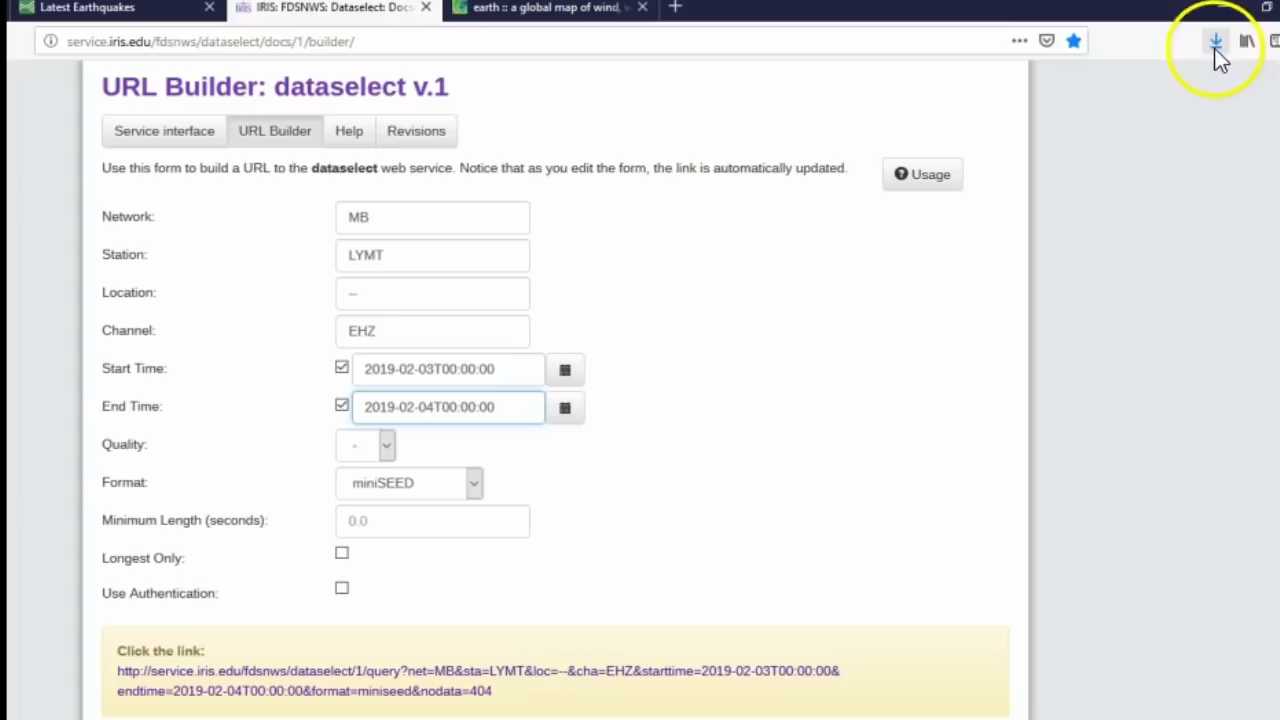 Latest Earthquakes
IRIS: FDSNWS: Dataselect: Docs
earth :: a global map of wind,
service.iris.edu/fdsnws/dataselect/docs/1/builder/
URL Builder: dataselect v.1
Service interface
URL Builder
Help
Revisions
Use this form to build a URL to the dataselect web service. Notice that as you edit the form, the link is automatically updated.
Usage
Network: MB
Station: LYMT
Location: --
Channel: EHZ
Start Time: 2019-02-03T00:00:00
End Time: 2019-02-04T00:00:00
Quality: -
Format: miniSEED
Minimum Length (seconds): 0.0
Longest Only:
Use Authentication:
Click the link:
http://service.iris.edu/fdsnws/dataselect/1/query?net=MB&sta=LYMT&loc=--&cha=EHZ&starttime=2019-02-03T00:00:00&
endtime=2019-02-04T00:00:00&format=miniseed&nodata=404